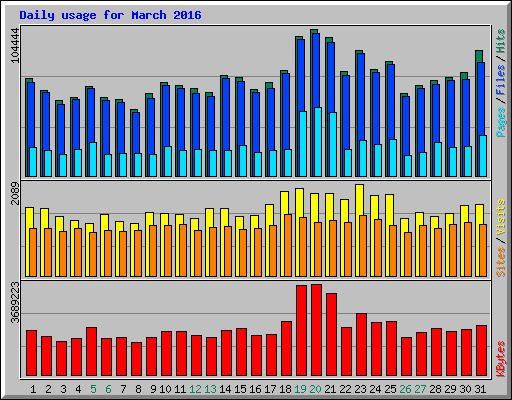 Daily usage for March 2016
104444
Pages / Files / Hits
2089
Sites / Visits
3689223
KBytes
1 2 3 4 5 6 7 8 9 10 11 12 13 14 15 16 17 18 19 20 21 22 23 24 25 26 27 28 29 30 31